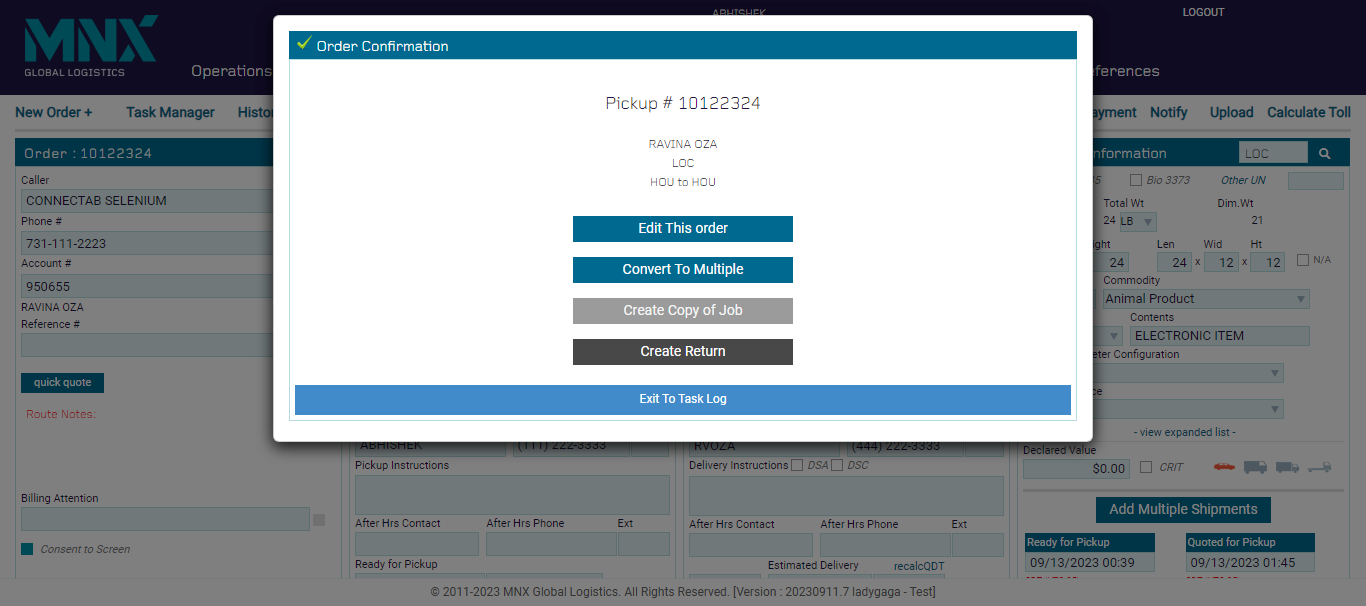 ABHISHEK
LOGOUT
MNX
GLOBAL LOGISTICS
Operations
ferences
New Order +
Task Manager
Histo
ayment
Notify
Upload
Calculate Toll
Order Confirmation
Pickup # 10122324
RAVINA OZA
LOC
HOU to HOU
Edit This order
Convert To Multiple
Create Copy of Job
Create Return
Exit To Task Log
Order : 10122324
Caller
CONNECTAB SELENIUM
Phone #
731-111-2223
Account #
950655
RAVINA OZA
Reference #
quick quote
Route Notes:
Billing Attention
Consent to Screen
ABHISHEK
(111) 222-3333
Pickup Instructions
After Hrs Contact
After Hrs Phone
Ext
Ready for Pickup
RVOZA
(444) 222-3333
Delivery Instructions
DSA
DSC
After Hrs Contact
After Hrs Phone
Ext
Estimated Delivery
recalcQDT
nformation
LOC
Bio 3373
Other UN
Total Wt
Dim.Wt
24 LB
21
ght
Len
Wid
Ht
24
24 x 12 x 12
N/A
Commodity
Animal Product
Contents
ELECTRONIC ITEM
eter Configuration
ce
- view expanded list -
Declared Value
$0.00
CRIT
Add Multiple Shipments
Ready for Pickup
Quoted for Pickup
09/13/2023 00:39
09/13/2023 01:45
© 2011-2023 MNX Global Logistics. All Rights Reserved. [Version : 20230911.7 ladygaga - Test]